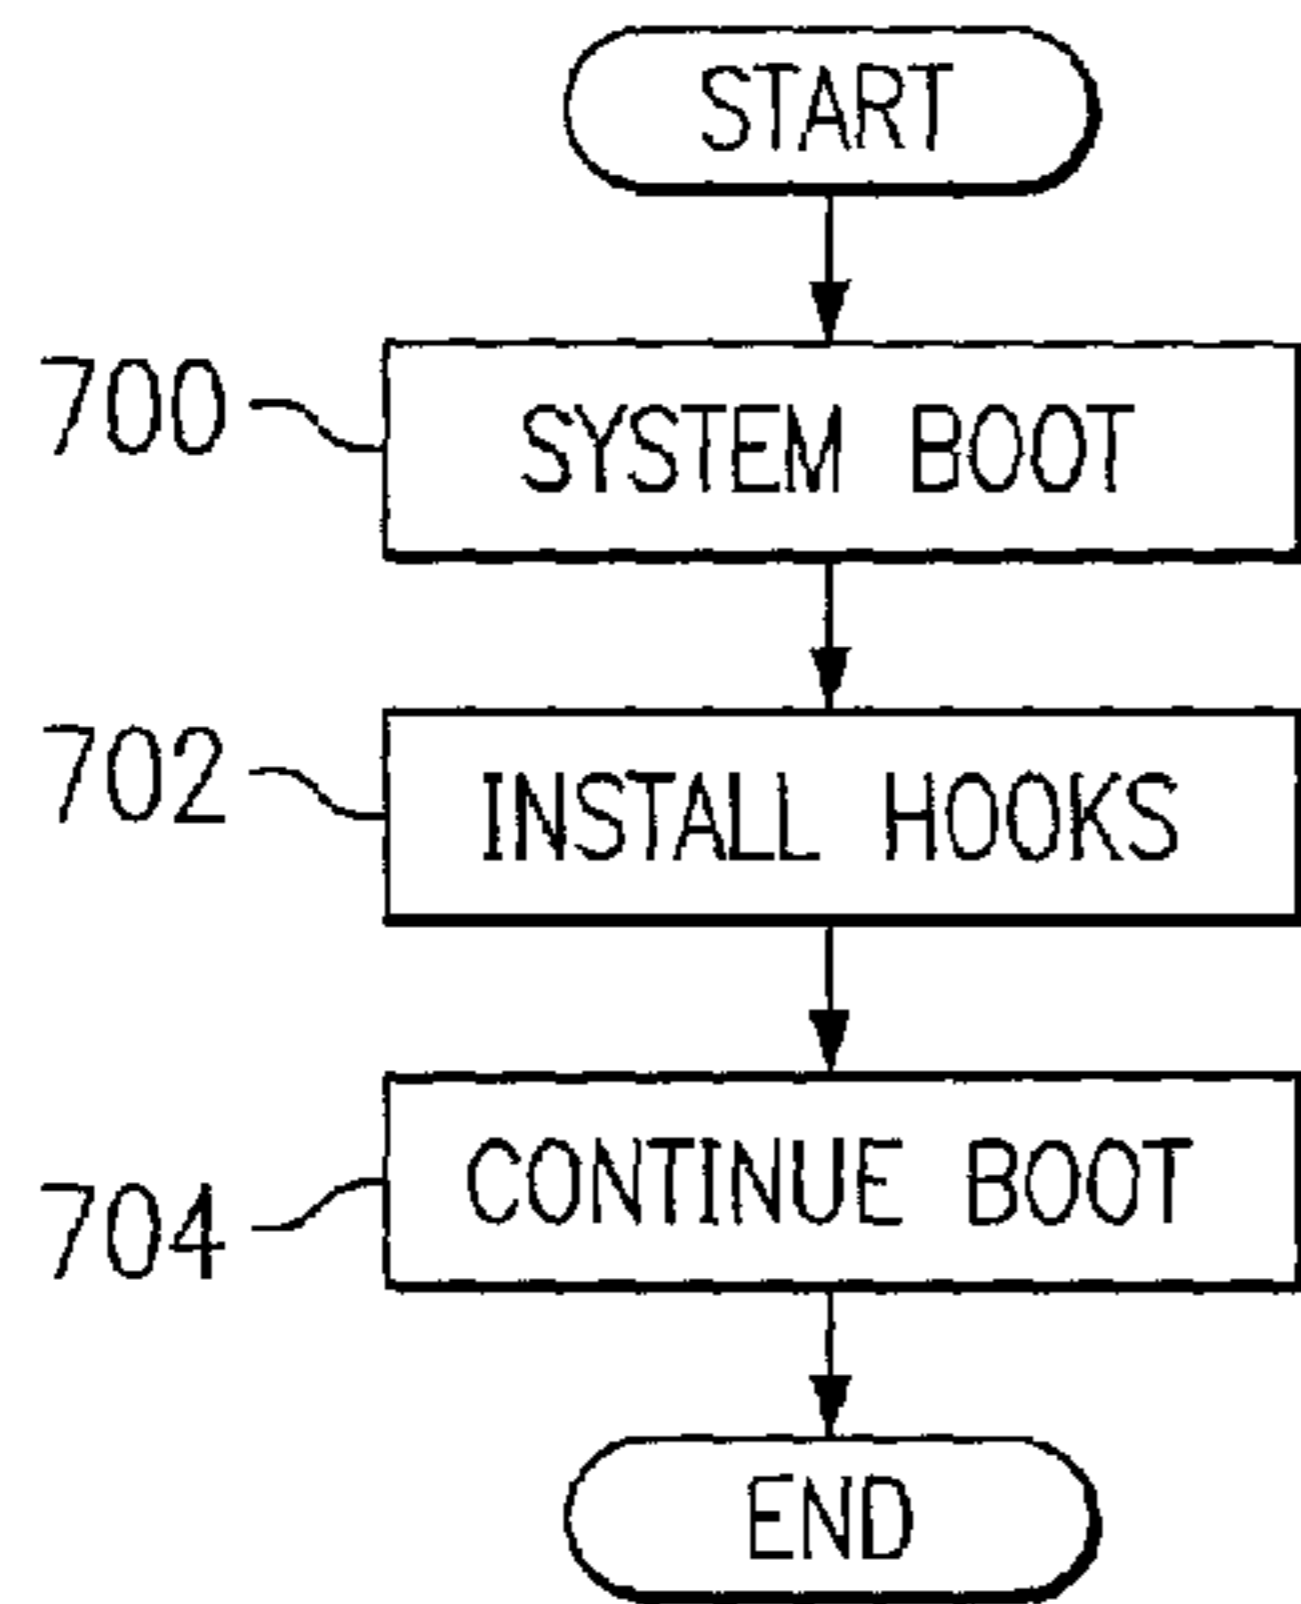 START
700
SYSTEM BOOT
702
INSTALL HOOKS
704
CONTINUE BOOT
END